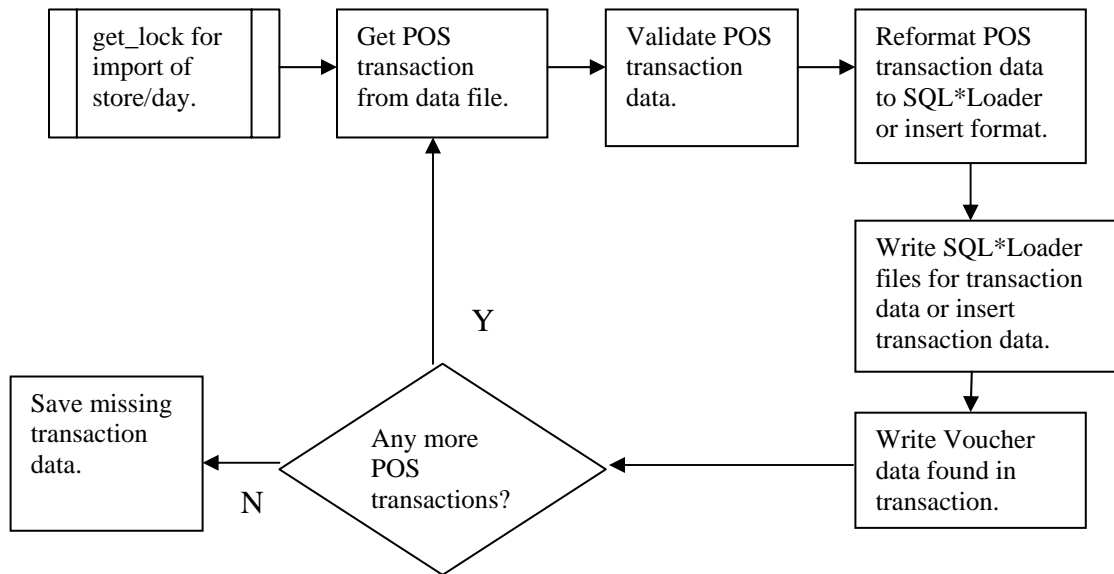 get_lock for
import of
store/day.
Get POS
transaction
from data file.
Validate POS
transaction
data.
Reformat POS
transaction data
to SQL*Loader
or insert format.
Write SQL*Loader
files for transaction
data or insert
transaction data.
Write Voucher
data found in
transaction.
Any more
POS
transactions?
Y
N
Save missing
transaction
data.